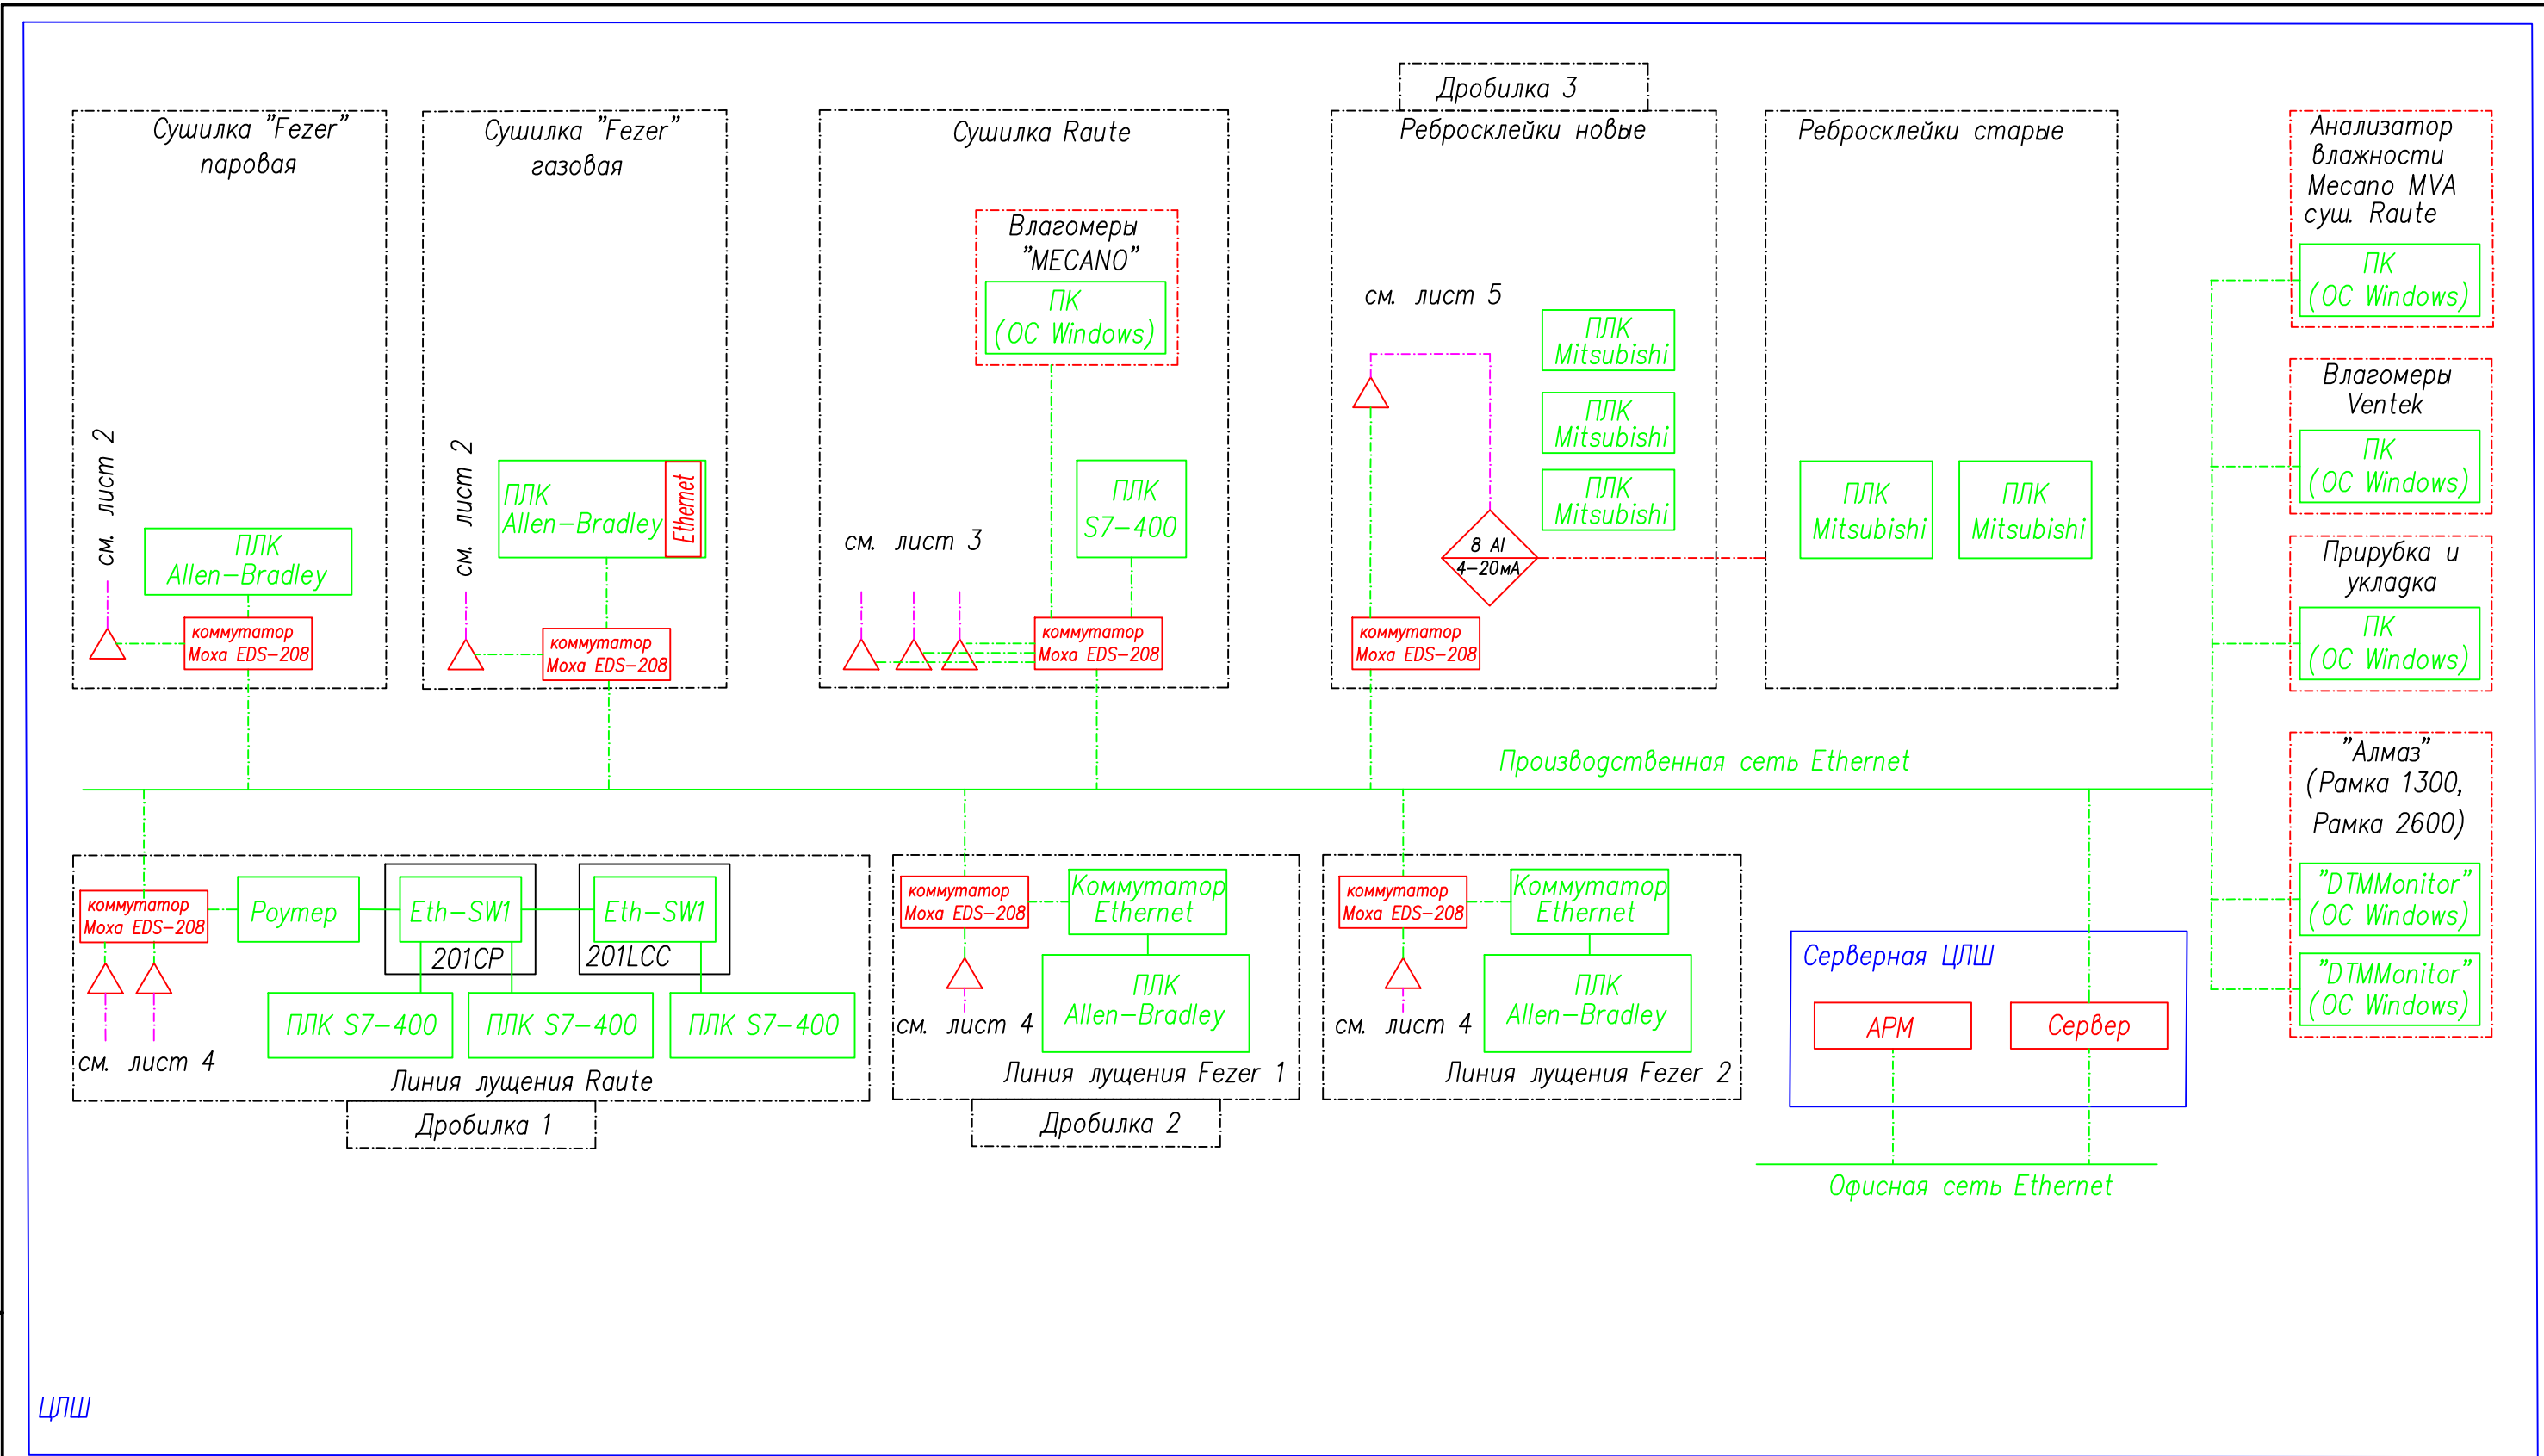 Дробилка 3
Сушилка "Fezer"
паровая
см. лист 2
ПЛК
Allen-Bradley
коммутатор
Моха EDS-208
Сушилка "Fezer"
газовая
см. лист 2
ПЛК
Allen-Bradley
Ethernet
коммутатор
Моха EDS-208
Сушилка Raute
Влагомеры
"MECANO"
ПК
(ОС Windows)
ПЛК
S7-400
см. лист 3
коммутатор
Моха EDS-208
Ребросклейки новые
см. лист 5
ПЛК
Mitsubishi
ПЛК
Mitsubishi
ПЛК
Mitsubishi
8 AI
4-20мА
коммутатор
Моха EDS-208
Ребросклейки старые
ПЛК
Mitsubishi
ПЛК
Mitsubishi
Анализатор
влажности
Mecano MVA
суш. Raute
ПК
(ОС Windows)
Влагомеры
Ventek
ПК
(ОС Windows)
Прирубка и
укладка
ПК
(ОС Windows)
"Алмаз"
(Рамка 1300,
Рамка 2600)
"DTMMonitor"
(ОС Windows)
"DTMMonitor"
(ОС Windows)
Производственная сеть Ethernet
коммутатор
Моха EDS-208
Роутер
Eth-SW1
201CP
Eth-SW1
201LCC
ПЛК S7-400
ПЛК S7-400
ПЛК S7-400
см. лист 4
Линия лущения Raute
Дробилка 1
коммутатор
Моха EDS-208
Коммутатор
Ethernet
ПЛК
Allen-Bradley
см. лист 4
Линия лущения Fezer 1
Дробилка 2
коммутатор
Моха EDS-208
Коммутатор
Ethernet
ПЛК
Allen-Bradley
см. лист 4
Линия лущения Fezer 2
Серверная ЦЛШ
АРМ
Сервер
Офисная сеть Ethernet
ЦЛШ